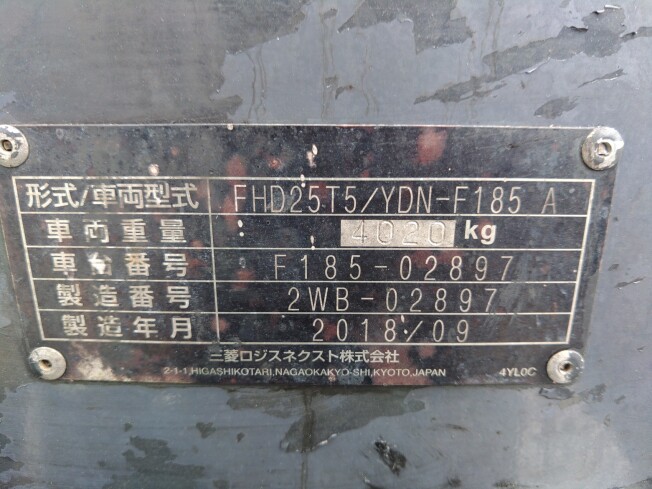 形式/車両型式 FHD25T5/YDN-F185 A
車両重量 : 4020 kg
車台番号 F185-02897
製造番号 2WB-02897
製造年月 2018/09
三菱ロジスネクスト株式会社
2-1-1,HIGASHIKOTARI,NAGAOKAKYO-SHI,KYOTO,JAPAN 4YL0C